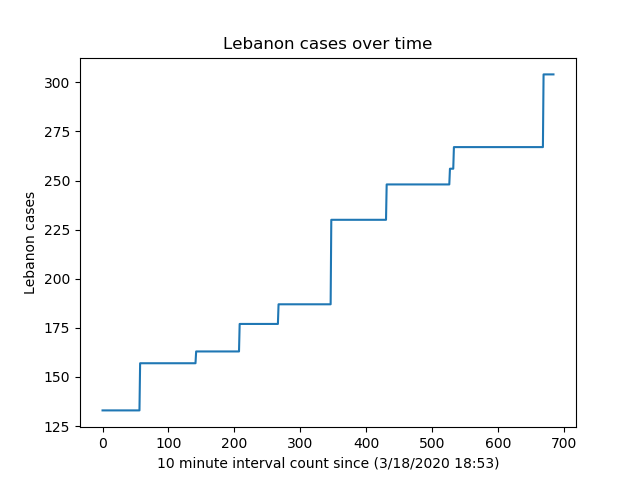 Lebanon cases over time
300
275
250
225
200
175
150
125
Lebanon cases
0 100 200 300 400 500 600 700
10 minute interval count since (3/18/2020 18:53)